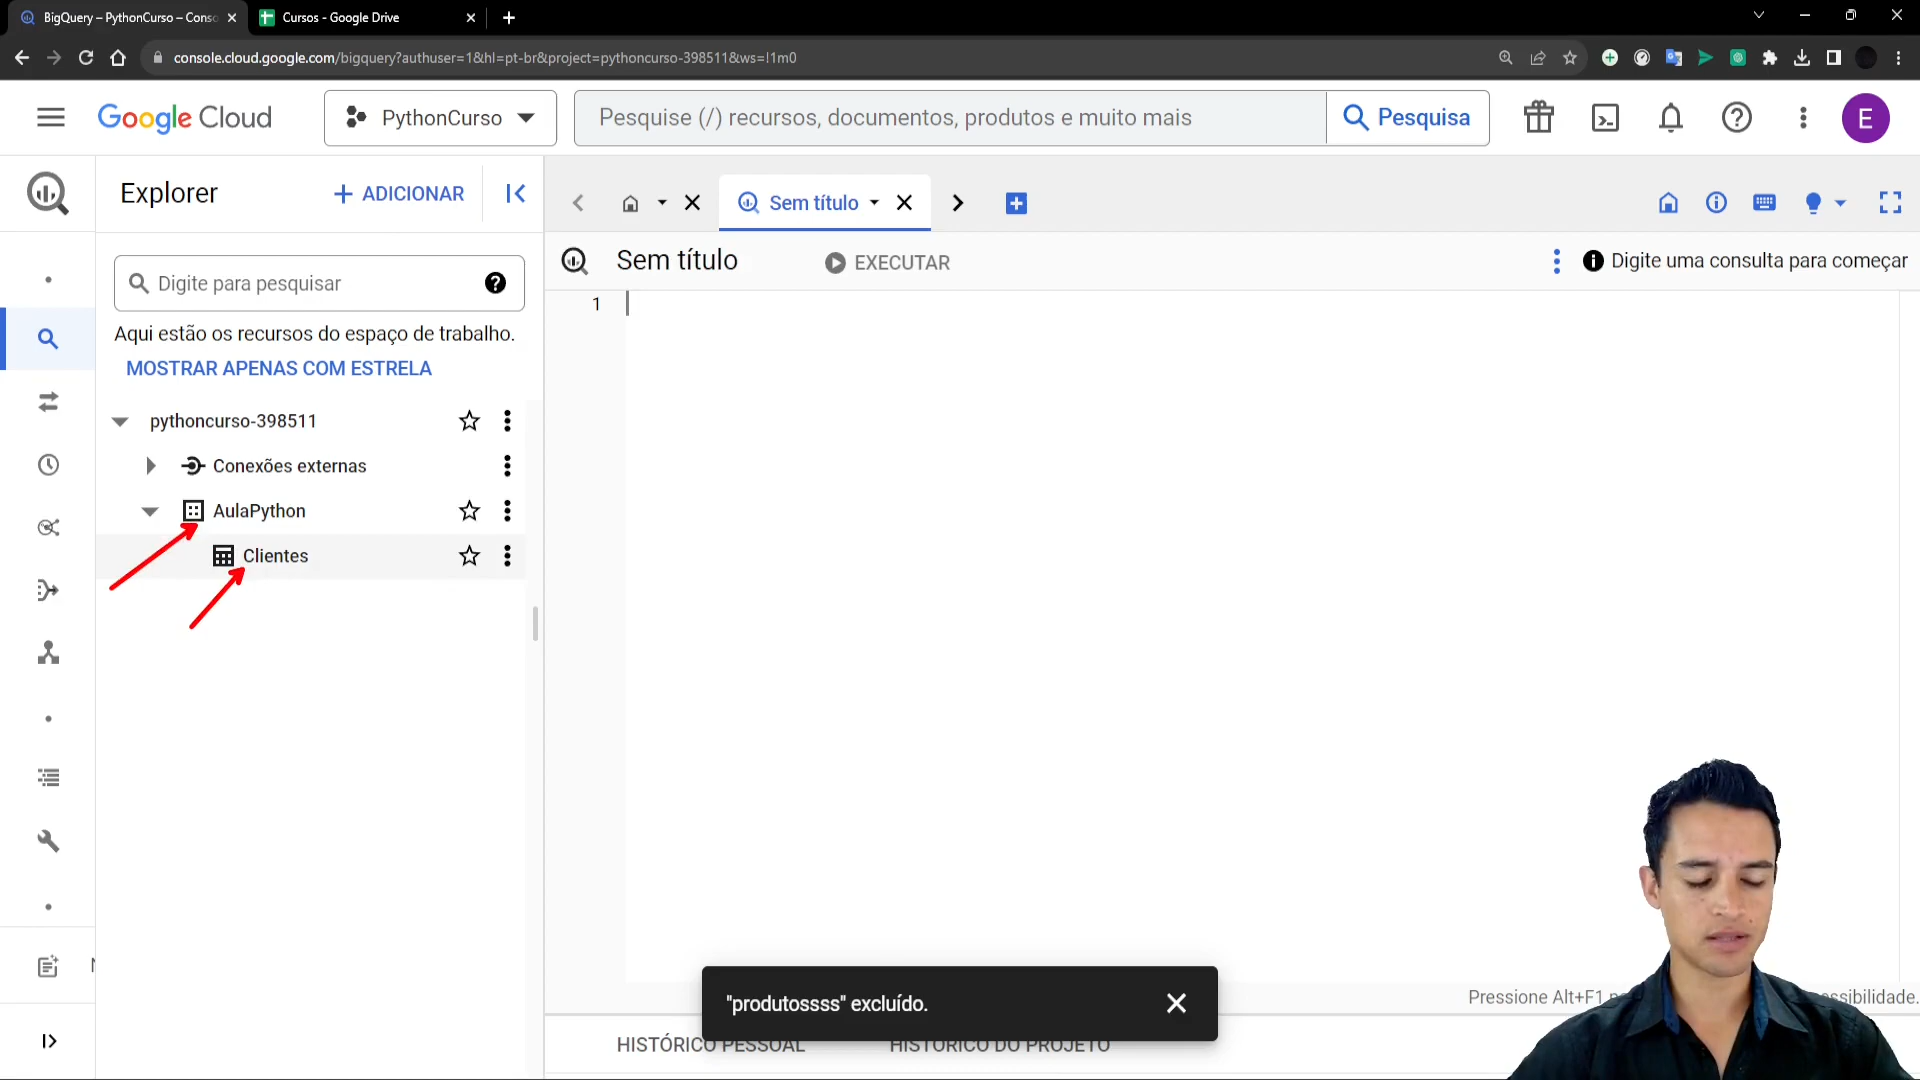 BigQuery – PythonCurso – Conso
Cursos - Google Drive
console.cloud.google.com/bigquery?authuser=1&hl=pt-br&project=pythoncurso-398511&ws=!1m0
Google Cloud
PythonCurso
Pesquise (/) recursos, documentos, produtos e muito mais
Pesquisa
E
Explorer
+ ADICIONAR
Sem título
Digite para pesquisar
Sem título
EXECUTAR
Digite uma consulta para começar
1
Aqui estão os recursos do espaço de trabalho.
MOSTRAR APENAS COM ESTRELA
pythoncurso-398511
Conexões externas
AulaPython
Clientes
"produtossss" excluído.
Pressione Alt+F1
HISTÓRICO PESSOAL
HISTÓRICO DO PROJETO